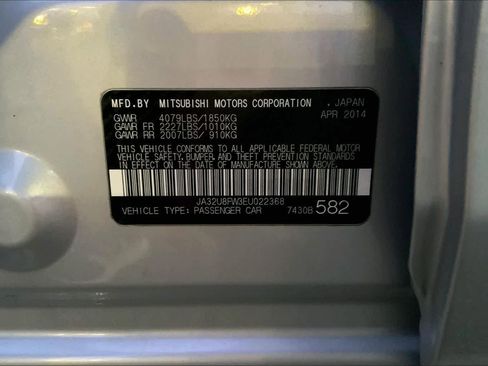 MFD.BY MITSUBISHI MOTORS CORPORATION , JAPAN
GVWR 4079LBS/1850KG APR 2014
GAWR FR 2227LBS/1010KG
GAWR RR 2007LBS/ 910KG
THIS VEHICLE CONFORMS TO ALL APPLICABLE FEDERAL MOTOR
VEHICLE SAFETY,BUMPER AND THEFT PREVENTION STANDARDS
IN EFFECT ON THE DATE OF MANUFACTURE SHOWN ABOVE.
JA32U8FW3EU022368
VEHICLE TYPE: PASSENGER CAR 7430B 582